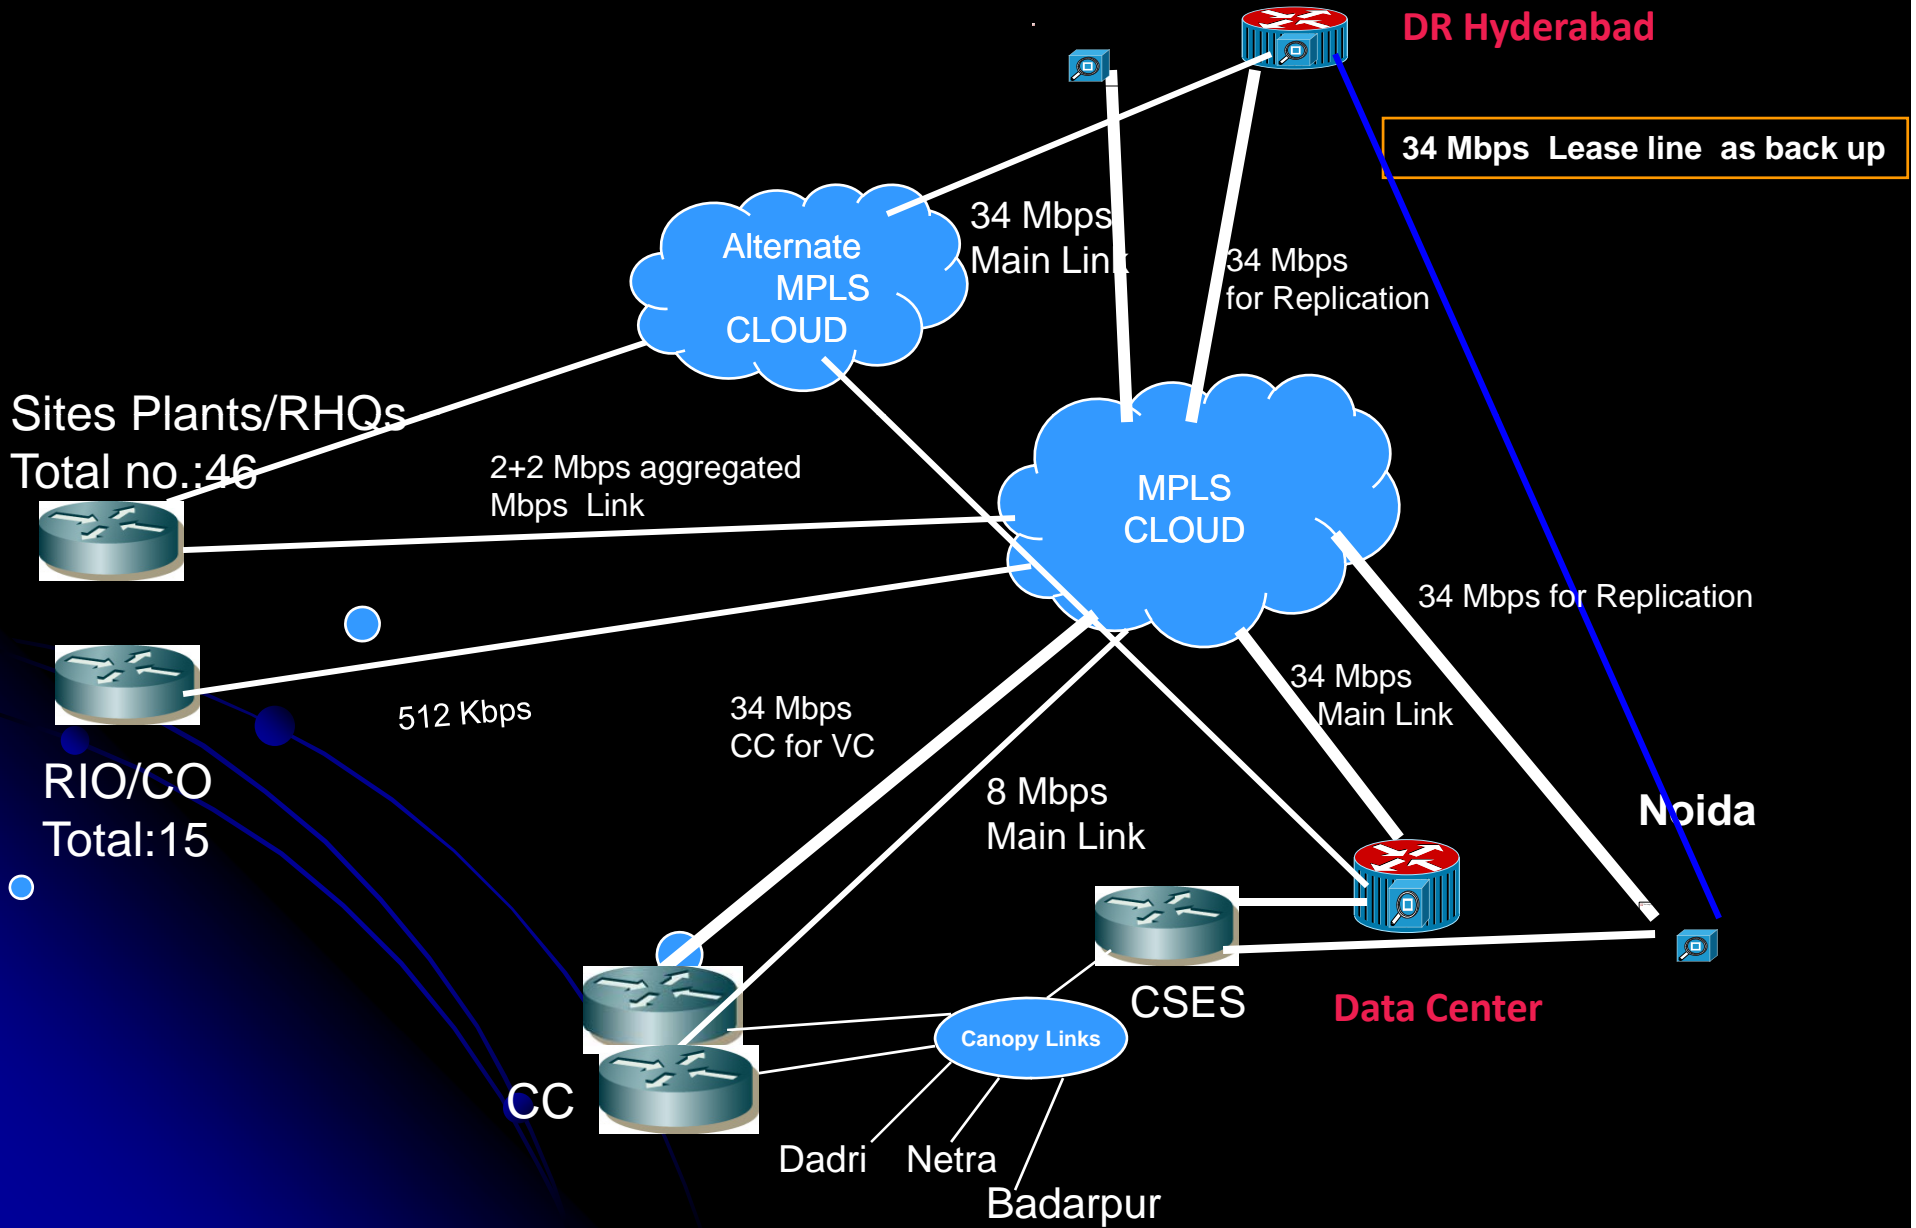 DR Hyderabad
34 Mbps  Lease line  as back up
34 Mbps
Main Link
Alternate
MPLS
CLOUD
34 Mbps
for Replication
Sites Plants/RHQs
Total no.:46
2+2 Mbps aggregated
Mbps  Link
MPLS
CLOUD
34 Mbps for Replication
34 Mbps
Main Link
512 Kbps
34 Mbps
CC for VC
RIO/CO
Total:15
8 Mbps
Main Link
Noida
CSES
Data Center
Canopy Links
CC
Dadri
Netra
Badarpur